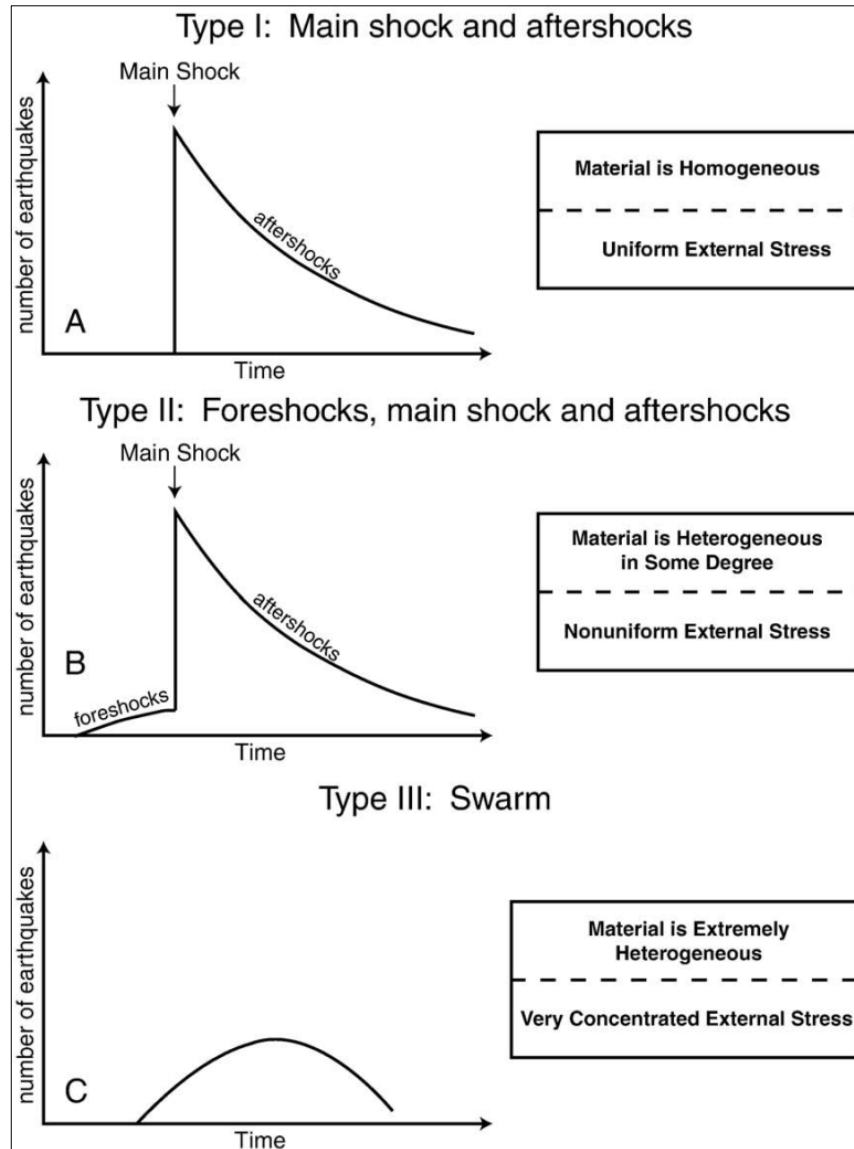 Type I: Main shock and aftershocks
Main Shock
number of earthquakes
aftershocks
A
Time
Material is Homogeneous
Uniform External Stress
Type II: Foreshocks, main shock and aftershocks
Main Shock
number of earthquakes
aftershocks
B
foreshocks
Time
Material is Heterogeneous
in Some Degree
Nonuniform External Stress
Type III: Swarm
number of earthquakes
C
Time
Material is Extremely
Heterogeneous
Very Concentrated External Stress